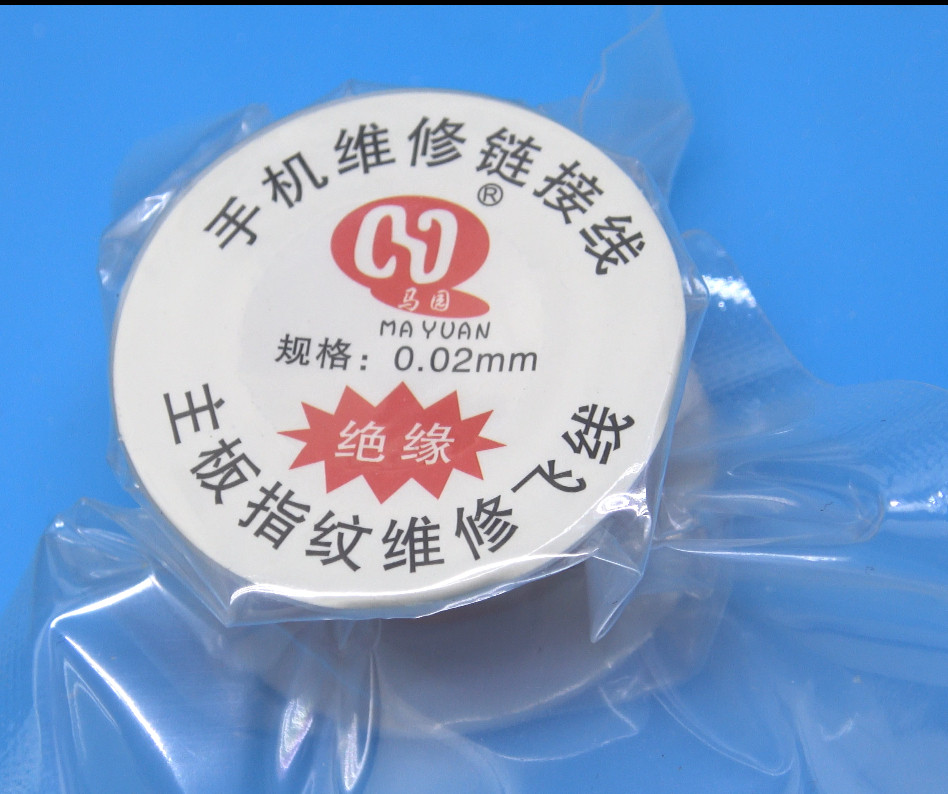 手机维修链接线
®
马园
MA YUAN
规格：0.02mm
绝缘
主板指纹维修飞线